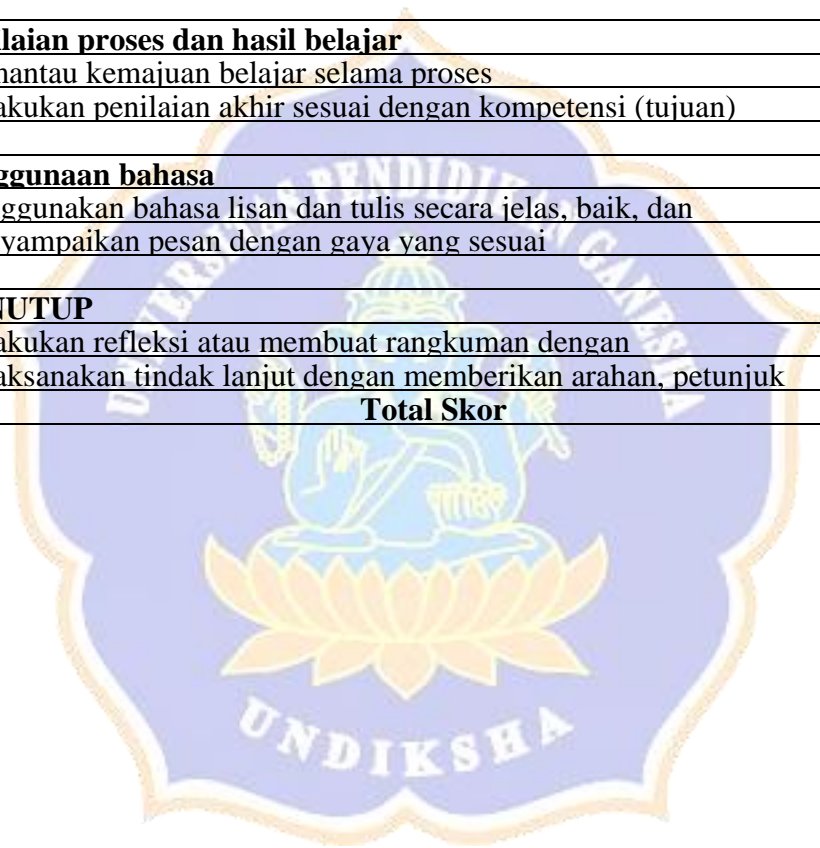 laian proses dan hasil belajar
nantau kemajuan belajar selama proses
akukan penilaian akhir sesuai dengan kompetensi (tujuan)
ggunaan bahasa
ggunakan bahasa lisan dan tulis secara jelas, baik, dan
yampaikan pesan dengan gaya yang sesuai
NUTUP
akukan refleksi atau membuat rangkuman dengan
aksanakan tindak lanjut dengan memberikan arahan, petunjuk
Total Skor
UNIVERSITAS PENDIDIKAN GANESHA
UNDIKSHA